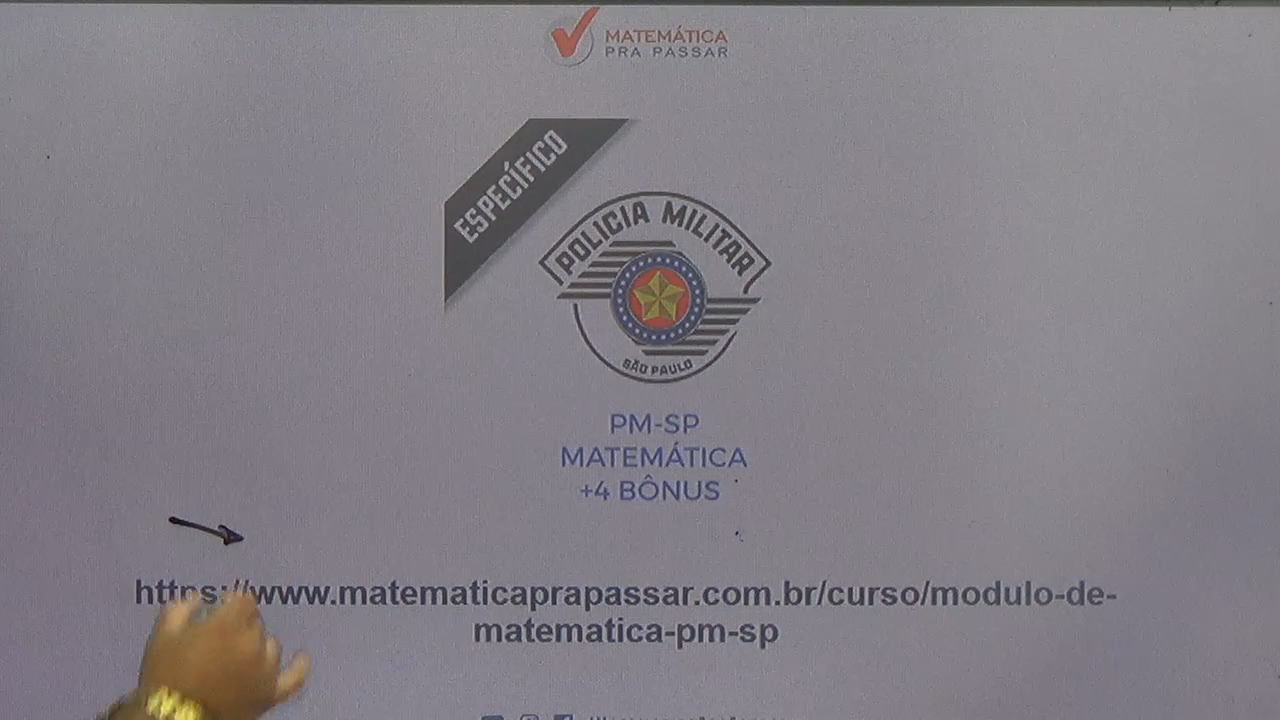 MATEMÁTICA
PRA PASSAR
ESPECÍFICO
POLICIA MILITAR
SÃO PAULO
PM-SP
MATEMÁTICA
+4 BÔNUS
https://www.matematicaprapassar.com.br/curso/modulo-de-
matematica-pm-sp